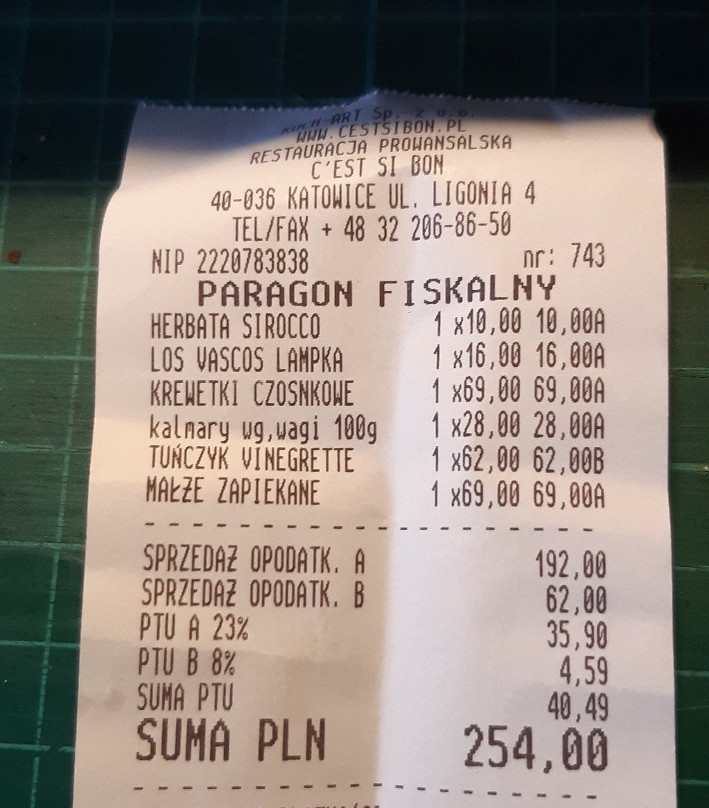 KUCH-ART Sp. z o.o.
WWW.CESTSIBON.PL
RESTAURACJA PROWANSALSKA
C'EST SI BON
40-036 KATOWICE UL. LIGONIA 4
TEL/FAX + 48 32 206-86-50
NIP 2220783838 nr: 743
PARAGON FISKALNY
HERBATA SIROCCO 1 x10,00 10,00A
LOS VASCOS LAMPKA 1 x16,00 16,00A
KREWETKI CZOSNKOWE 1 x69,00 69,00A
kalmary wg,wagi 100g 1 x28,00 28,00A
TUŃCZYK VINEGRETTE 1 x62,00 62,00B
MAŁŻE ZAPIEKANE 1 x69,00 69,00A
SPRZEDAŻ OPODATK. A 192,00
SPRZEDAŻ OPODATK. B 62,00
PTU A 23% 35,90
PTU B 8% 4,59
SUMA PTU 40,49
SUMA PLN 254,00